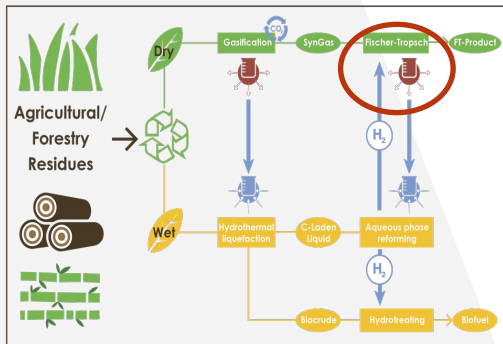 Dry
Gasification
CO₂
SynGas
Fischer-Tropsch
FT-Product
Agricultural/
Forestry
Residues
H₂
Wet
Hydrothermal
liquefaction
C-Laden
Liquid
Aqueous phase
reforming
H₂
Biocrude
Hydrotreating
Biofuel